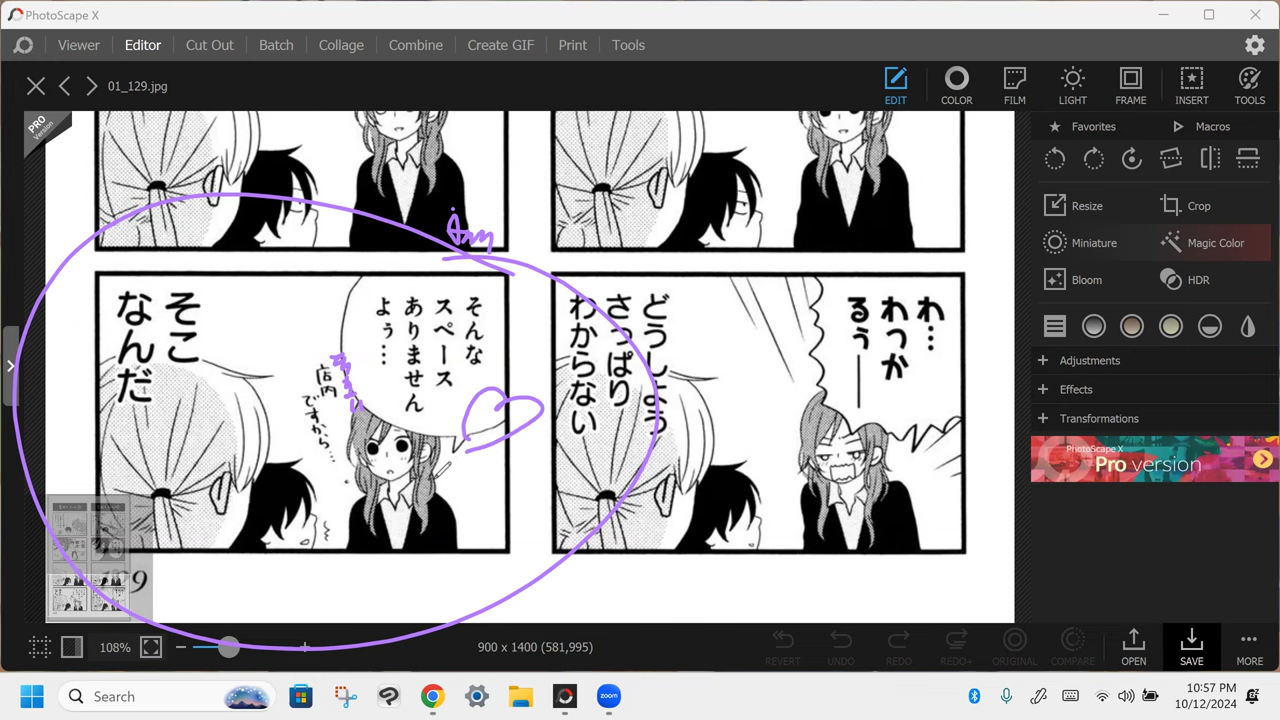 PhotoScape X
Viewer
Editor
Cut Out
Batch
Collage
Combine
Create GIF
Print
Tools
01_129.jpg
EDIT
COLOR
FILM
LIGHT
FRAME
INSERT
TOOLS
PRO
Version
Favorites
Macros
Resize
Crop
Miniature
Magic Color
Bloom
HDR
Adjustments
Effects
Transformations
PhotoScape X
Pro version
わ…
わっか
るぅ──
どうしよう
さっぱり
わからない
そんな
スペース
ありません
よぅ…
店内
ですから…
そこ
なんだ
108%
900 x 1400 (581,995)
REVERT
UNDO
REDO
REDO+
ORIGINAL
COMPARE
OPEN
SAVE
MORE
Search
zoom
10:57 PM
10/12/2024